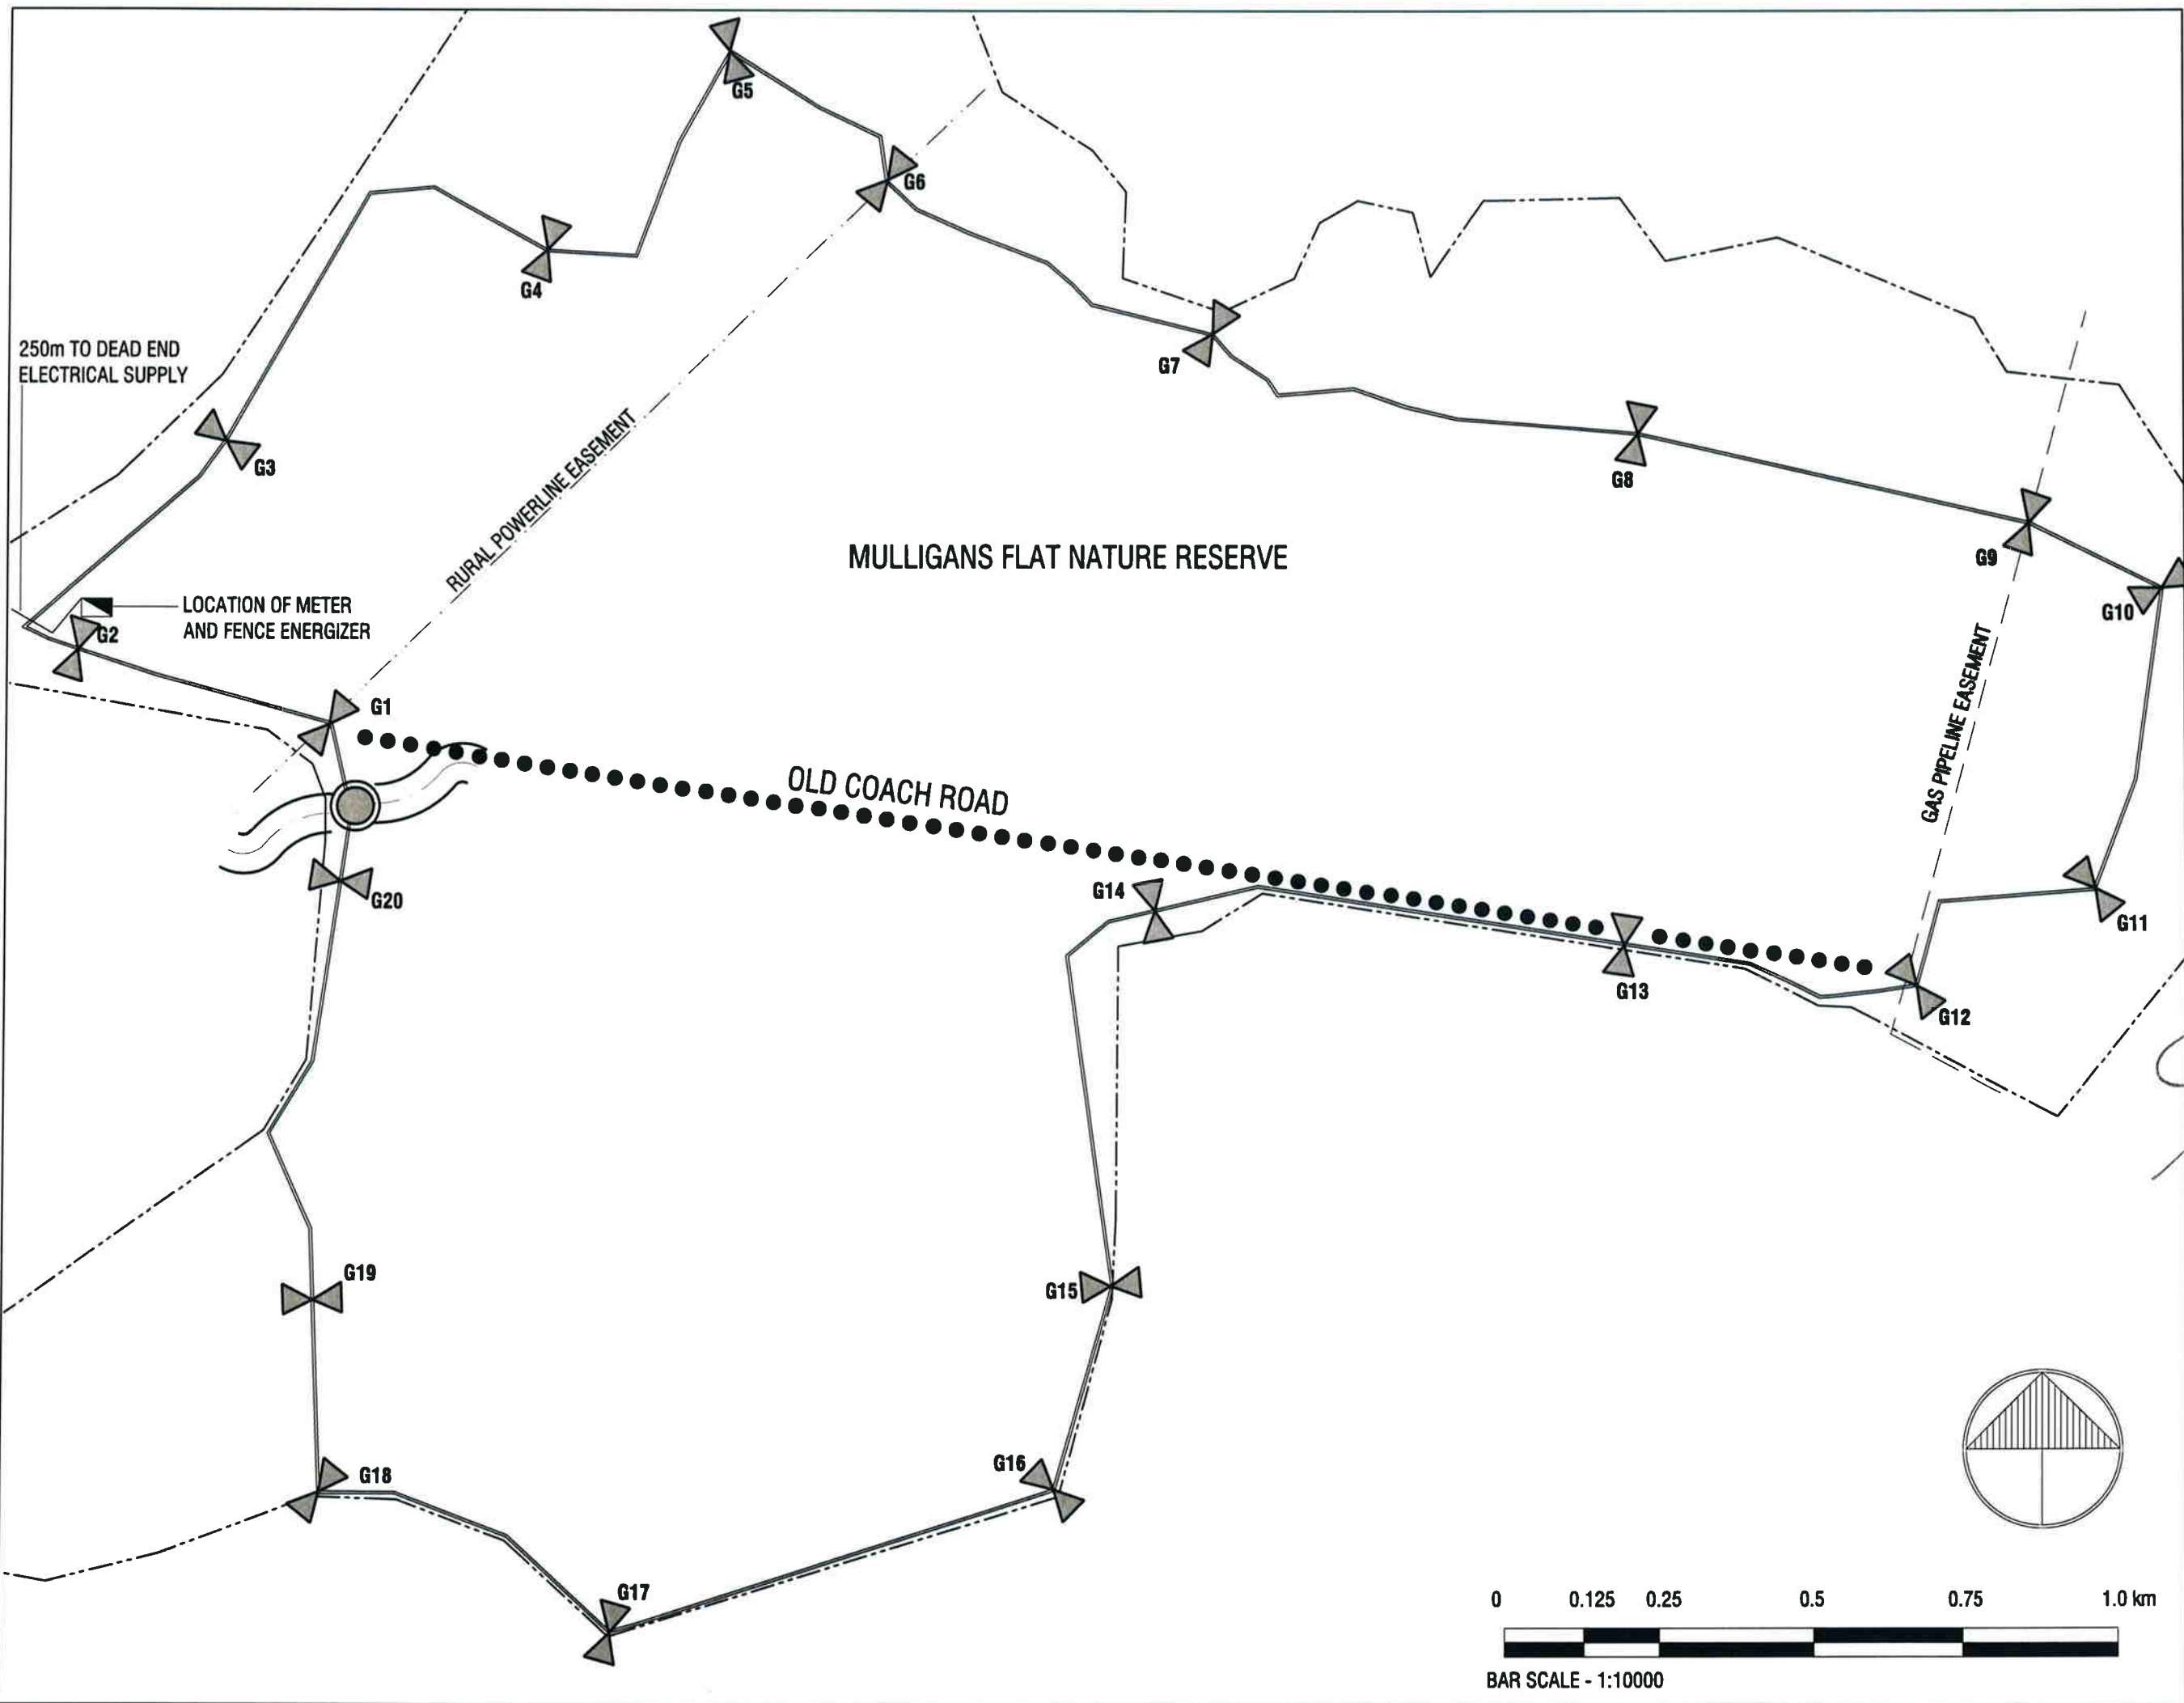 G5
G6
G4
250m TO DEAD END
ELECTRICAL SUPPLY
G7
G3
RURAL POWERLINE EASEMENT
G8
MULLIGANS FLAT NATURE RESERVE
G9
LOCATION OF METER
AND FENCE ENERGIZER
G2
G10
G1
GAS PIPELINE EASEMENT
OLD COACH ROAD
G14
G20
G11
G13
G12
G19
G15
G16
G18
G17
0 0.125 0.25 0.5 0.75 1.0 km
BAR SCALE - 1:10000